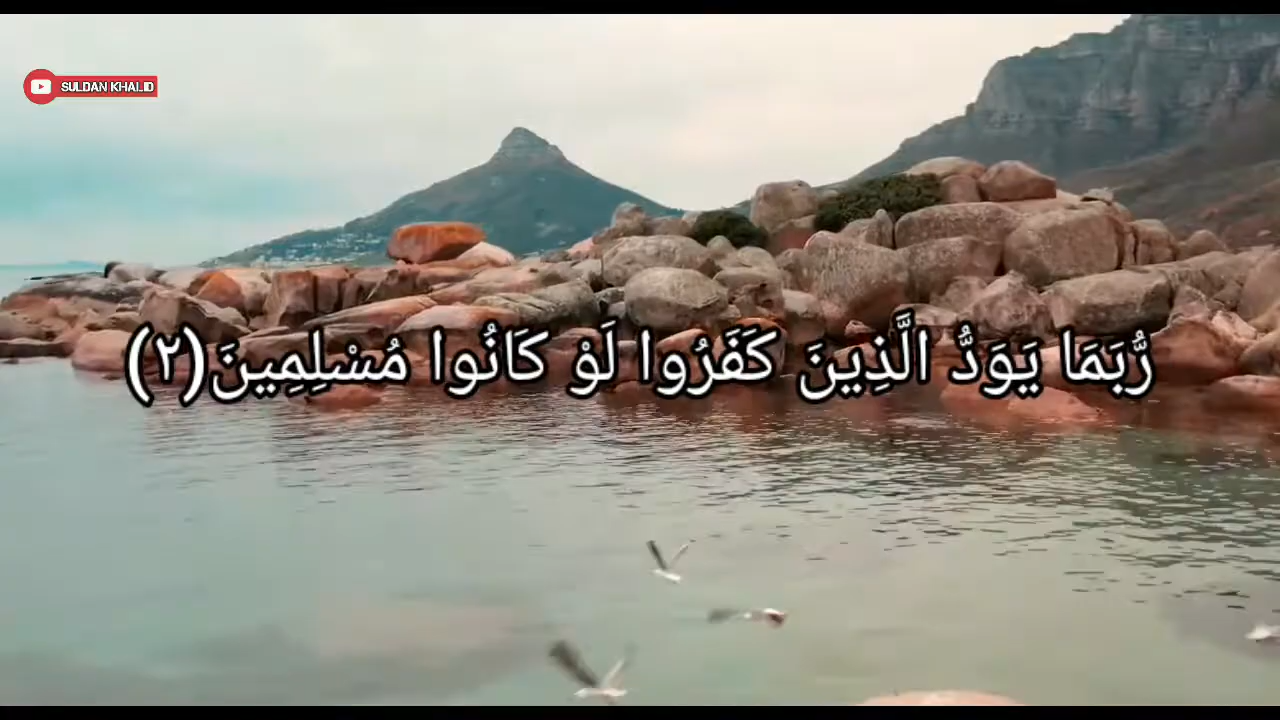 SULDAN KHALID
رُّبَمَا يَوَدُّ الَّذِينَ كَفَرُوا لَوْ كَانُوا مُسْلِمِينَ(٢)